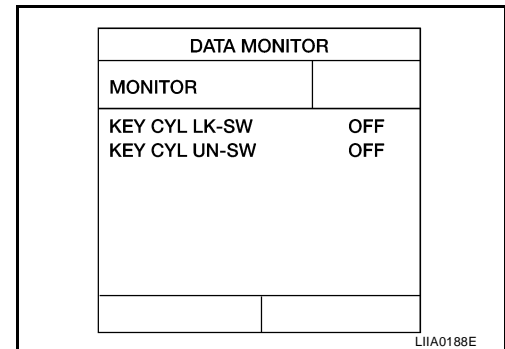 DATA MONITOR
MONITOR
KEY CYL LK-SW OFF
KEY CYL UN-SW OFF
LIIA0188E